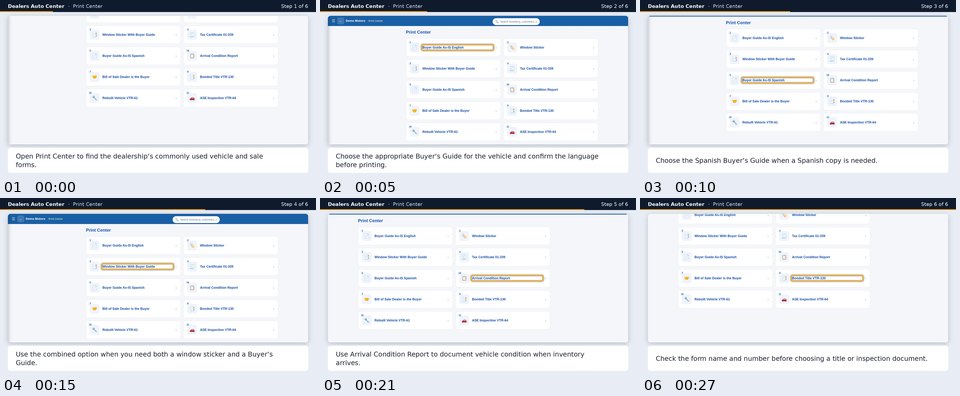 Dealers Auto Center · Print Center Step 1 of 6
Window Sticker With Buyer Guide
Tax Certificate 01-209
Buyer Guide As-IS Spanish
Arrival Condition Report
Bill of Sale Dealer to the Buyer
Bonded Title VTR-130
Rebuilt Vehicle VTR-61
ASE Inspection VTR-64
Open Print Center to find the dealership's commonly used vehicle and sale
forms.
01 00:00
Dealers Auto Center · Print Center Step 2 of 6
Demo Motors
Print Center
Buyer Guide As-IS English
Window Sticker
Window Sticker With Buyer Guide
Tax Certificate 01-209
Buyer Guide As-IS Spanish
Arrival Condition Report
Bill of Sale Dealer to the Buyer
Bonded Title VTR-130
Rebuilt Vehicle VTR-61
ASE Inspection VTR-64
Choose the appropriate Buyer's Guide for the vehicle and confirm the language
before printing.
02 00:05
Dealers Auto Center · Print Center Step 3 of 6
Print Center
Buyer Guide As-IS English
Window Sticker
Window Sticker With Buyer Guide
Tax Certificate 01-209
Buyer Guide As-IS Spanish
Arrival Condition Report
Bill of Sale Dealer to the Buyer
Bonded Title VTR-130
Rebuilt Vehicle VTR-61
ASE Inspection VTR-64
Choose the Spanish Buyer's Guide when a Spanish copy is needed.
03 00:10
Dealers Auto Center · Print Center Step 4 of 6
Demo Motors
Print Center
Buyer Guide As-IS English
Window Sticker
Window Sticker With Buyer Guide
Tax Certificate 01-209
Buyer Guide As-IS Spanish
Arrival Condition Report
Bill of Sale Dealer to the Buyer
Bonded Title VTR-130
Rebuilt Vehicle VTR-61
ASE Inspection VTR-64
Use the combined option when you need both a window sticker and a Buyer's
Guide.
04 00:15
Dealers Auto Center · Print Center Step 5 of 6
Print Center
Buyer Guide As-IS English
Window Sticker
Window Sticker With Buyer Guide
Tax Certificate 01-209
Buyer Guide As-IS Spanish
Arrival Condition Report
Bill of Sale Dealer to the Buyer
Bonded Title VTR-130
Rebuilt Vehicle VTR-61
ASE Inspection VTR-64
Use Arrival Condition Report to document vehicle condition when inventory
arrives.
05 00:21
Dealers Auto Center · Print Center Step 6 of 6
Buyer Guide As-IS English
Window Sticker
Window Sticker With Buyer Guide
Tax Certificate 01-209
Buyer Guide As-IS Spanish
Arrival Condition Report
Bill of Sale Dealer to the Buyer
Bonded Title VTR-130
Rebuilt Vehicle VTR-61
ASE Inspection VTR-64
Check the form name and number before choosing a title or inspection document.
06 00:27